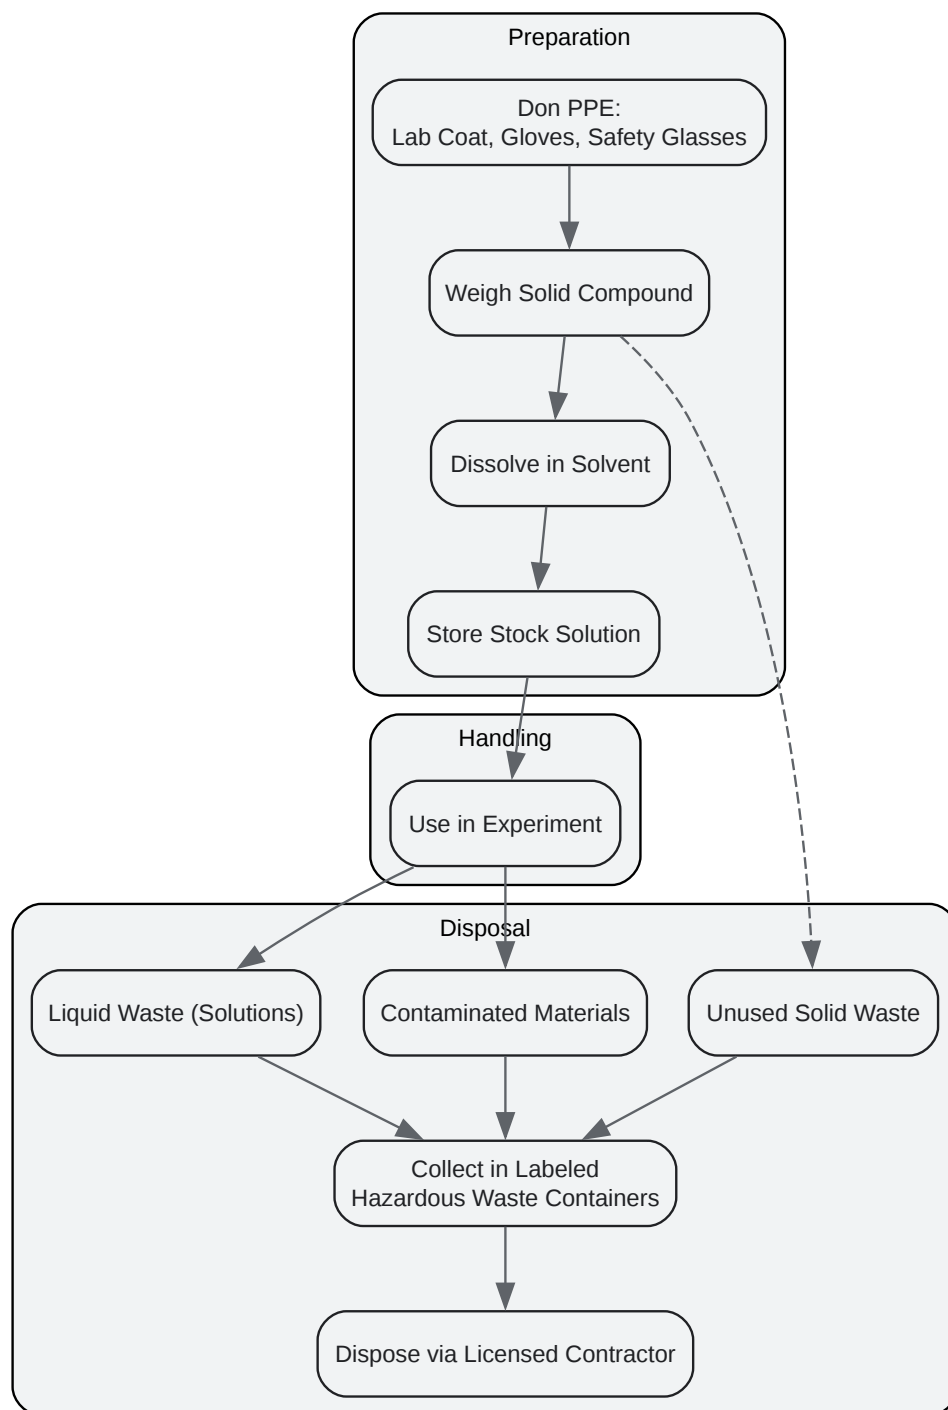 Preparation
Don PPE:
Lab Coat, Gloves, Safety Glasses
Weigh Solid Compound
Dissolve in Solvent
Store Stock Solution
Handling
Use in Experiment
Disposal
Liquid Waste (Solutions)
Contaminated Materials
Unused Solid Waste
Collect in Labeled
Hazardous Waste Containers
Dispose via Licensed Contractor